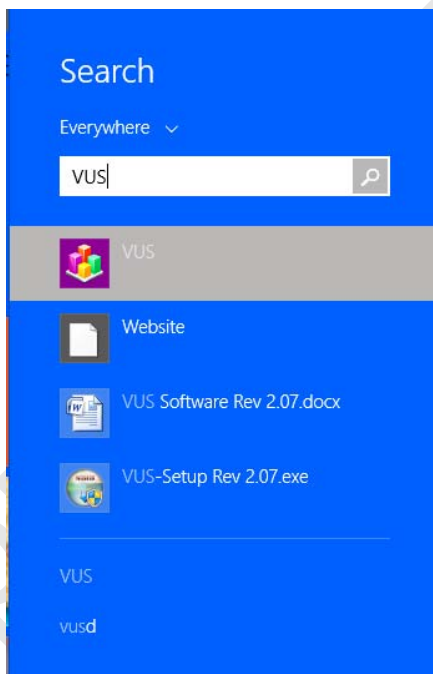 Search
Everywhere
VUS
VUS
Website
VUS Software Rev 2.07.docx
VUS-Setup Rev 2.07.exe
VUS
vusd